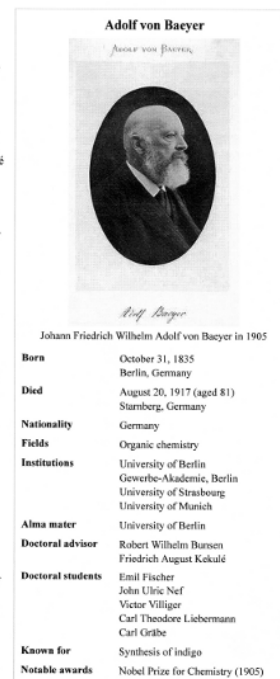 Adolf von Baeyer
ADOLF VON BAEYER
Adolf Baeyer
Johann Friedrich Wilhelm Adolf von Baeyer in 1905
Born October 31, 1835
Berlin, Germany
Died August 20, 1917 (aged 81)
Starnberg, Germany
Nationality Germany
Fields Organic chemistry
Institutions University of Berlin
Gewerbe-Akademie, Berlin
University of Strasbourg
University of Munich
Alma mater University of Berlin
Doctoral advisor Robert Wilhelm Bunsen
Friedrich August Kekulé
Doctoral students Emil Fischer
John Ulric Nef
Victor Villiger
Carl Theodore Liebermann
Carl Gräbe
Known for Synthesis of indigo
Notable awards Nobel Prize for Chemistry (1905)